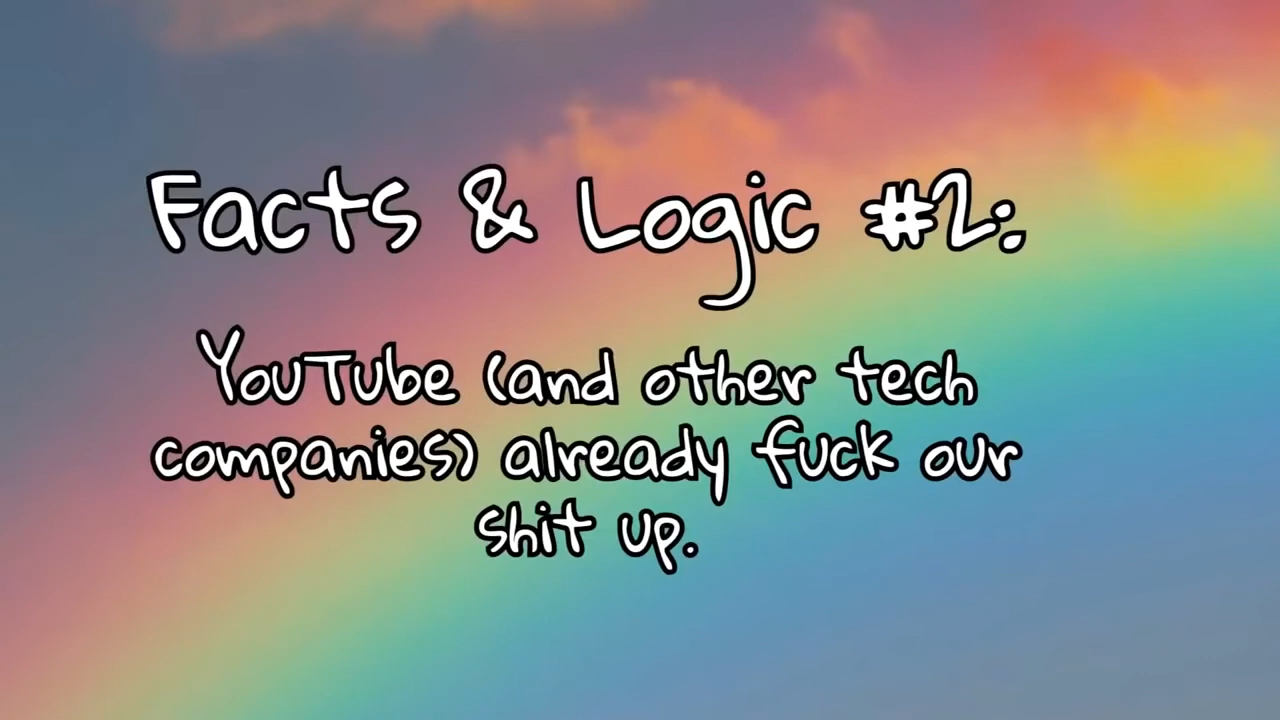 Facts & Logic #2:
YouTube (and other tech
companies) already fuck our
shit up.